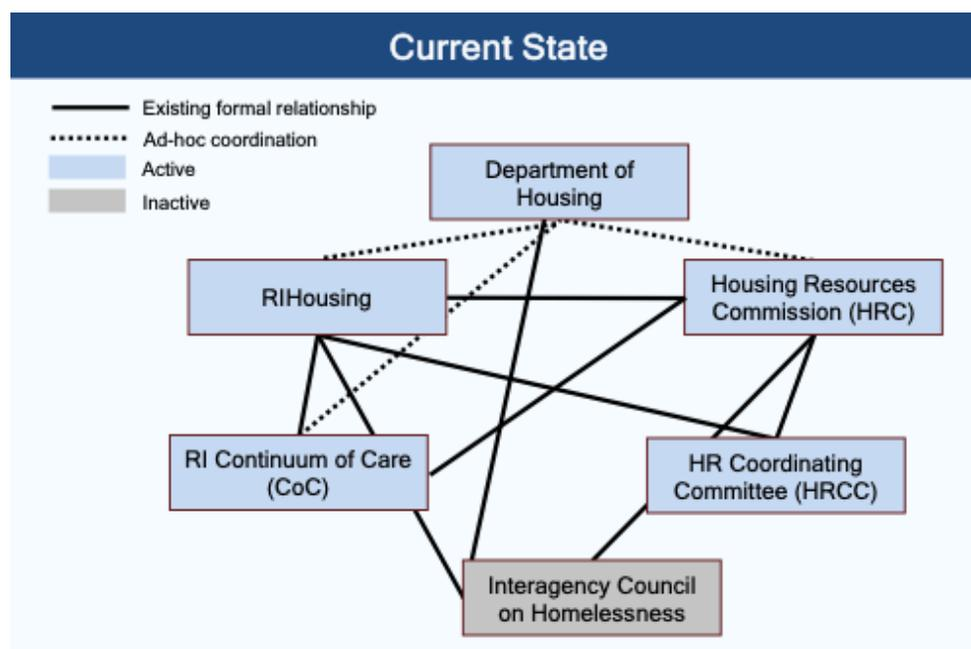 Current State
Existing formal relationship
Ad-hoc coordination
Active
Inactive
Department of
Housing
RIHousing
Housing Resources
Commission (HRC)
RI Continuum of Care
(CoC)
HR Coordinating
Committee (HRCC)
Interagency Council
on Homelessness